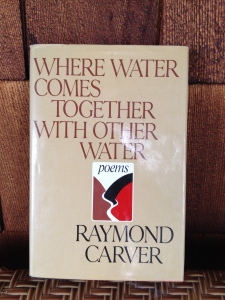 WHERE WATER
COMES
TOGETHER
WITH OTHER
WATER
poems
RAYMOND
CARVER